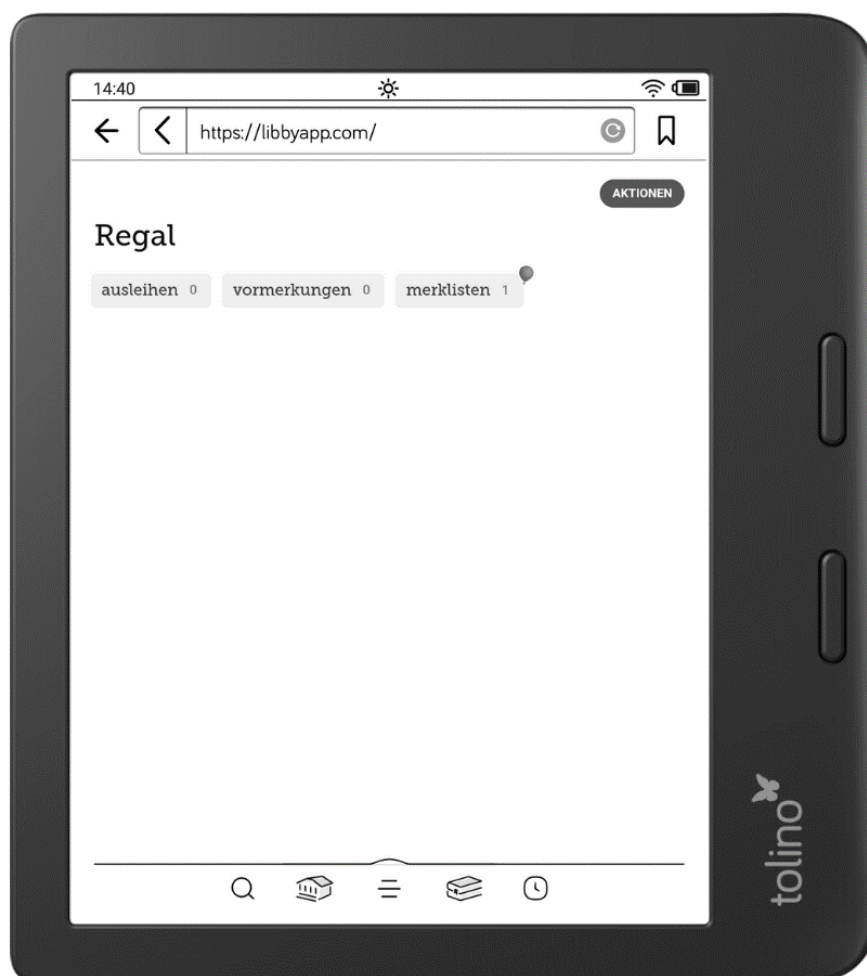 14:40
https://libbyapp.com/
AKTIONEN
Regal
ausleihen 0 vormerkungen 0 merklisten 1
tolino